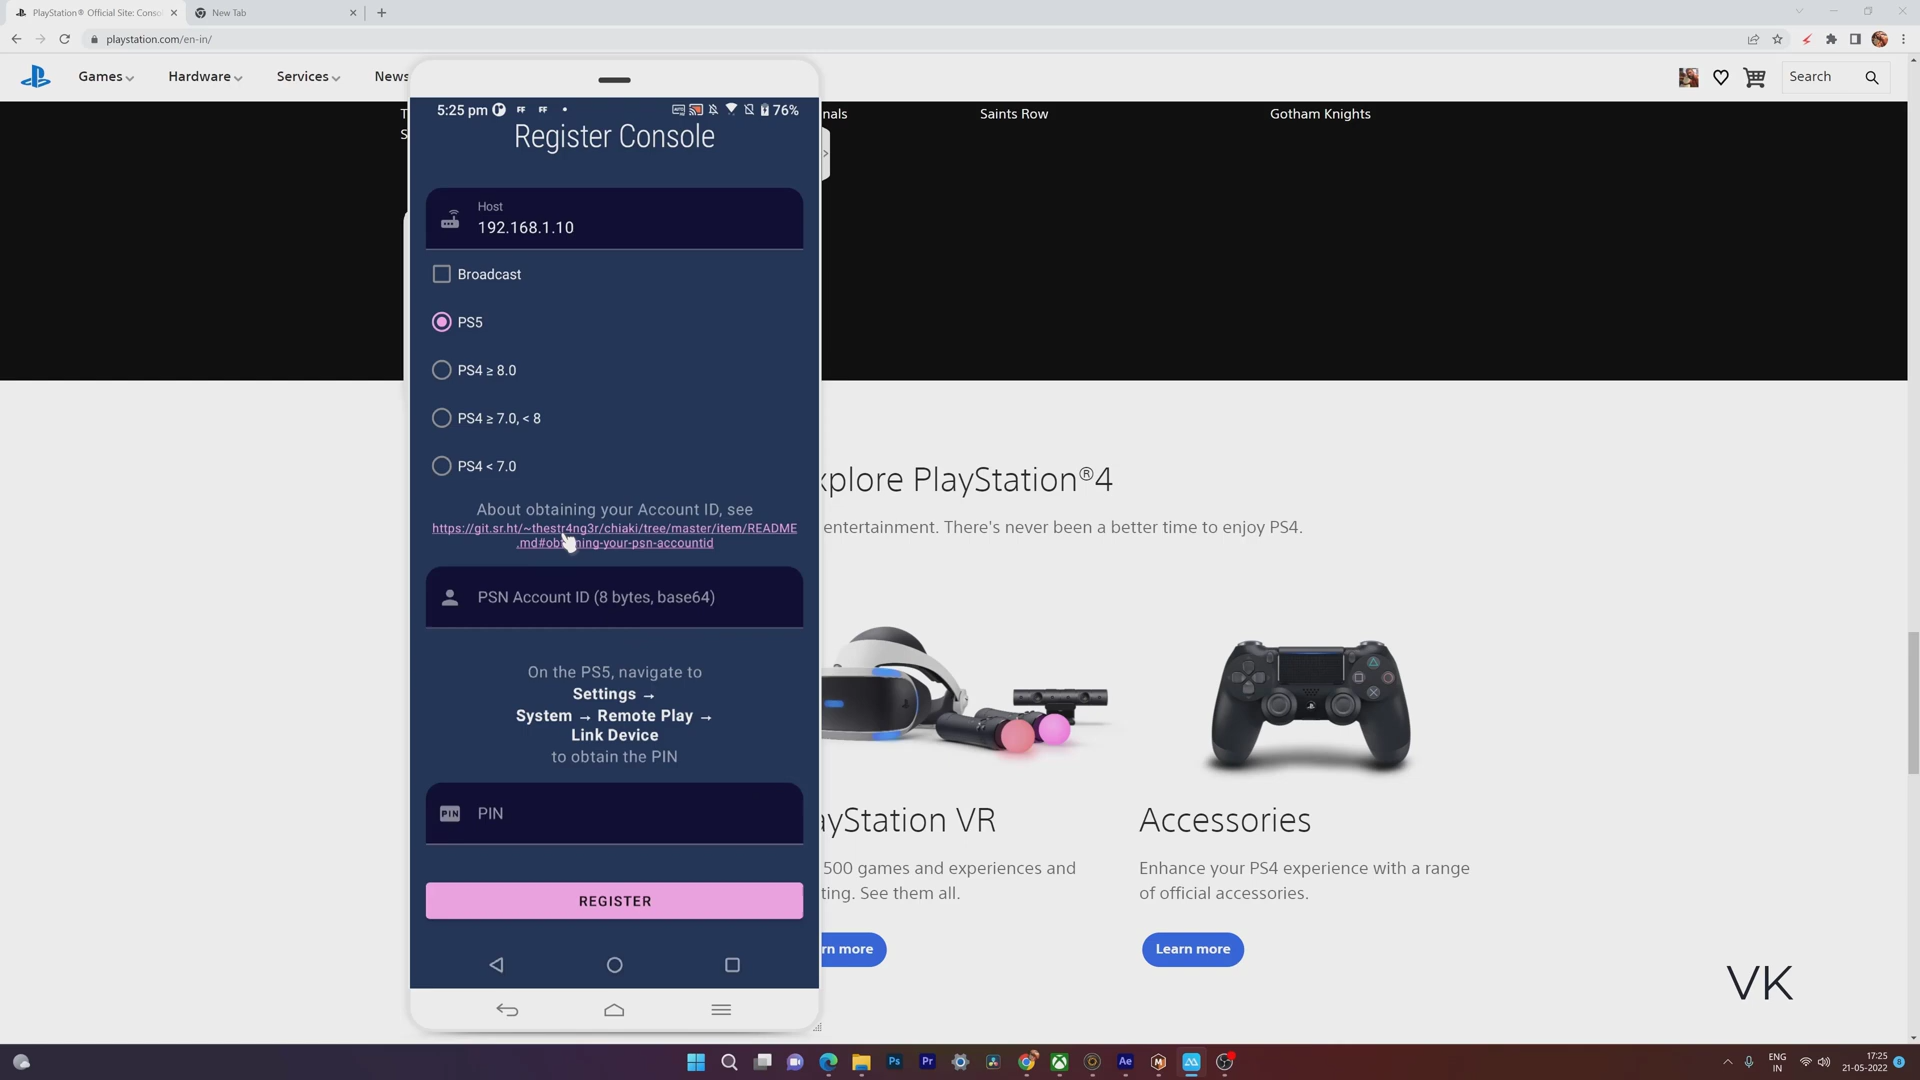 PlayStation® Official Site: Conso
New Tab
playstation.com/en-in/
Games
Hardware
Services
News
Search
nals
Saints Row
Gotham Knights
5:25 pm
76%
Register Console
Host
192.168.1.10
Broadcast
PS5
PS4 ≥ 8.0
PS4 ≥ 7.0, < 8
PS4 < 7.0
About obtaining your Account ID, see
https://git.sr.ht/~thestr4ng3r/chiaki/tree/master/item/README
.md#obtaining-your-psn-accountid
PSN Account ID (8 bytes, base64)
On the PS5, navigate to
Settings →
System → Remote Play →
Link Device
to obtain the PIN
PIN
PIN
REGISTER
xplore PlayStation®4
entertainment. There's never been a better time to enjoy PS4.
ayStation VR
500 games and experiences and
ting. See them all.
rn more
Accessories
Enhance your PS4 experience with a range
of official accessories.
Learn more
VK
Ps
Pr
Ae
ENG
IN
17:25
21-05-2022
8